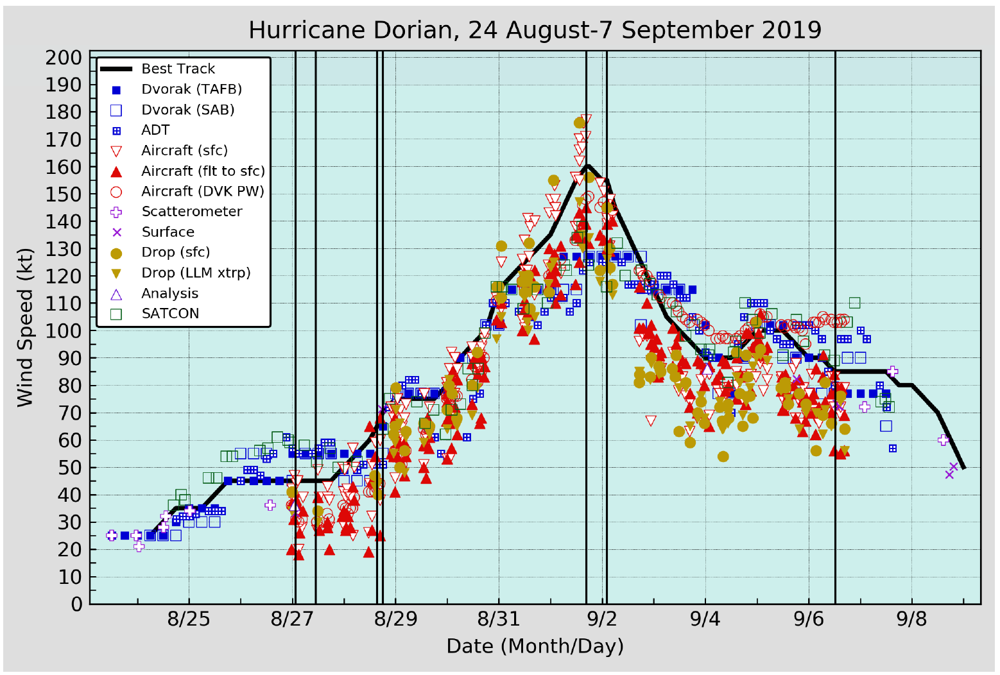 Hurricane Dorian, 24 August-7 September 2019
Wind Speed (kt)
200
190
180
170
160
150
140
130
120
110
100
90
80
70
60
50
40
30
20
10
0
Best Track
Dvorak (TAFB)
Dvorak (SAB)
ADT
Aircraft (sfc)
Aircraft (flt to sfc)
Aircraft (DVK PW)
Scatterometer
Surface
Drop (sfc)
Drop (LLM xtrp)
Analysis
SATCON
8/25 8/27 8/29 8/31 9/2 9/4 9/6 9/8
Date (Month/Day)